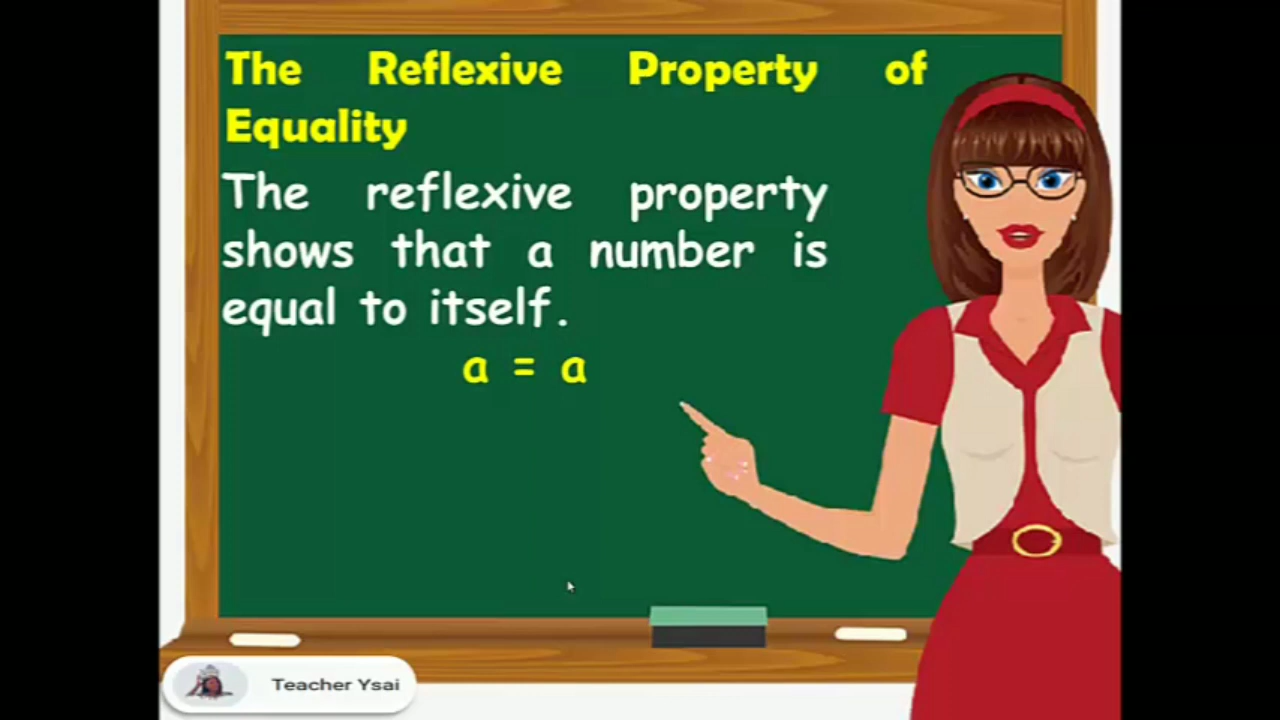 The Reflexive Property of
Equality
The reflexive property
shows that a number is
equal to itself.
a = a
Teacher Ysai